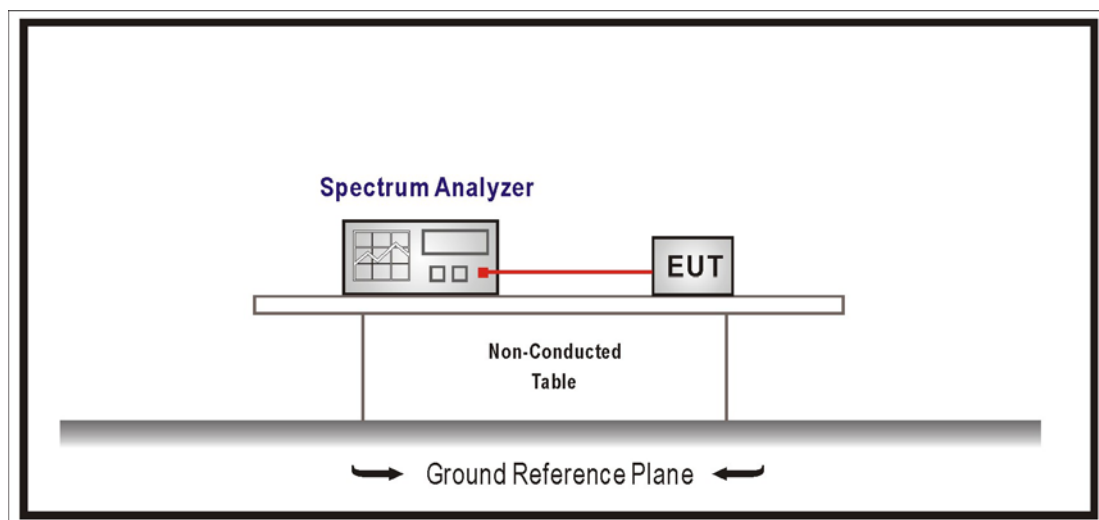 Spectrum Analyzer
EUT
Non-Conducted
Table
Ground Reference Plane